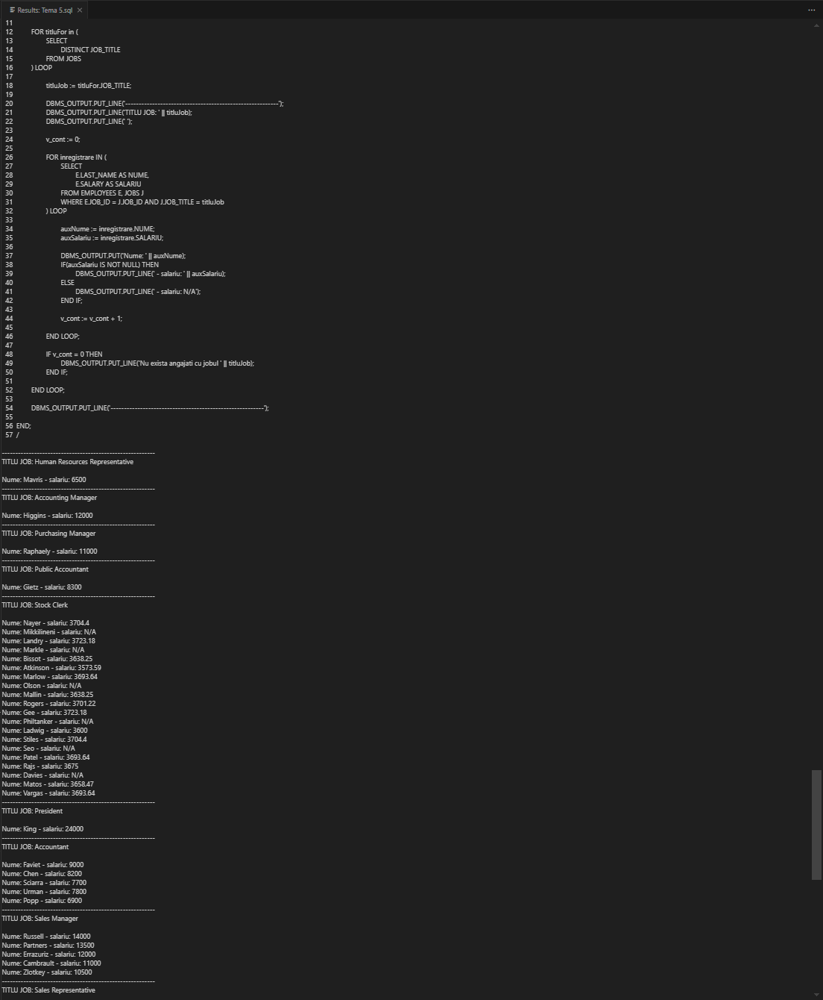 Results: Tema 5.sql
11
12 FOR titluFor in (
13 SELECT
14 DISTINCT JOB_TITLE
15 FROM JOBS
16 ) LOOP
17
18 titluJob := titluFor.JOB_TITLE;
19
20 DBMS_OUTPUT.PUT_LINE('---------------------------------------------------------');
21 DBMS_OUTPUT.PUT_LINE('TITLU JOB: ' || titluJob);
22 DBMS_OUTPUT.PUT_LINE(' ');
23
24 v_cont := 0;
25
26 FOR inregistrare IN (
27 SELECT
28 E.LAST_NAME AS NUME,
29 E.SALARY AS SALARIU
30 FROM EMPLOYEES E, JOBS J
31 WHERE E.JOB_ID = J.JOB_ID AND J.JOB_TITLE = titluJob
32 ) LOOP
33
34 auxNume := inregistrare.NUME;
35 auxSalariu := inregistrare.SALARIU;
36
37 DBMS_OUTPUT.PUT('Nume: ' || auxNume);
38 IF(auxSalariu IS NOT NULL) THEN
39 DBMS_OUTPUT.PUT_LINE(' - salariu: ' || auxSalariu);
40 ELSE
41 DBMS_OUTPUT.PUT_LINE(' - salariu: N/A');
42 END IF;
43
44 v_cont := v_cont + 1;
45
46 END LOOP;
47
48 IF v_cont = 0 THEN
49 DBMS_OUTPUT.PUT_LINE('Nu exista angajati cu jobul ' || titluJob);
50 END IF;
51
52 END LOOP;
53
54 DBMS_OUTPUT.PUT_LINE('---------------------------------------------------------');
55
56 END;
57 /
---------------------------------------------------------
TITLU JOB: Human Resources Representative
Nume: Mavris - salariu: 6500
---------------------------------------------------------
TITLU JOB: Accounting Manager
Nume: Higgins - salariu: 12000
---------------------------------------------------------
TITLU JOB: Purchasing Manager
Nume: Raphaely - salariu: 11000
---------------------------------------------------------
TITLU JOB: Public Accountant
Nume: Gietz - salariu: 8300
---------------------------------------------------------
TITLU JOB: Stock Clerk
Nume: Nayer - salariu: 3704.4
Nume: Mikkilineni - salariu: N/A
Nume: Landry - salariu: 3723.18
Nume: Markle - salariu: N/A
Nume: Bissot - salariu: 3638.25
Nume: Atkinson - salariu: 3573.59
Nume: Marlow - salariu: 3693.64
Nume: Olson - salariu: N/A
Nume: Mallin - salariu: 3638.25
Nume: Rogers - salariu: 3701.22
Nume: Gee - salariu: 3723.18
Nume: Philtanker - salariu: N/A
Nume: Ladwig - salariu: 3600
Nume: Stiles - salariu: 3704.4
Nume: Seo - salariu: N/A
Nume: Patel - salariu: 3693.64
Nume: Rajs - salariu: 3675
Nume: Davies - salariu: N/A
Nume: Matos - salariu: 3658.47
Nume: Vargas - salariu: 3693.64
---------------------------------------------------------
TITLU JOB: President
Nume: King - salariu: 24000
---------------------------------------------------------
TITLU JOB: Accountant
Nume: Faviet - salariu: 9000
Nume: Chen - salariu: 8200
Nume: Sciarra - salariu: 7700
Nume: Urman - salariu: 7800
Nume: Popp - salariu: 6900
---------------------------------------------------------
TITLU JOB: Sales Manager
Nume: Russell - salariu: 14000
Nume: Partners - salariu: 13500
Nume: Errazuriz - salariu: 12000
Nume: Cambrault - salariu: 11000
Nume: Zlotkey - salariu: 10500
---------------------------------------------------------
TITLU JOB: Sales Representative